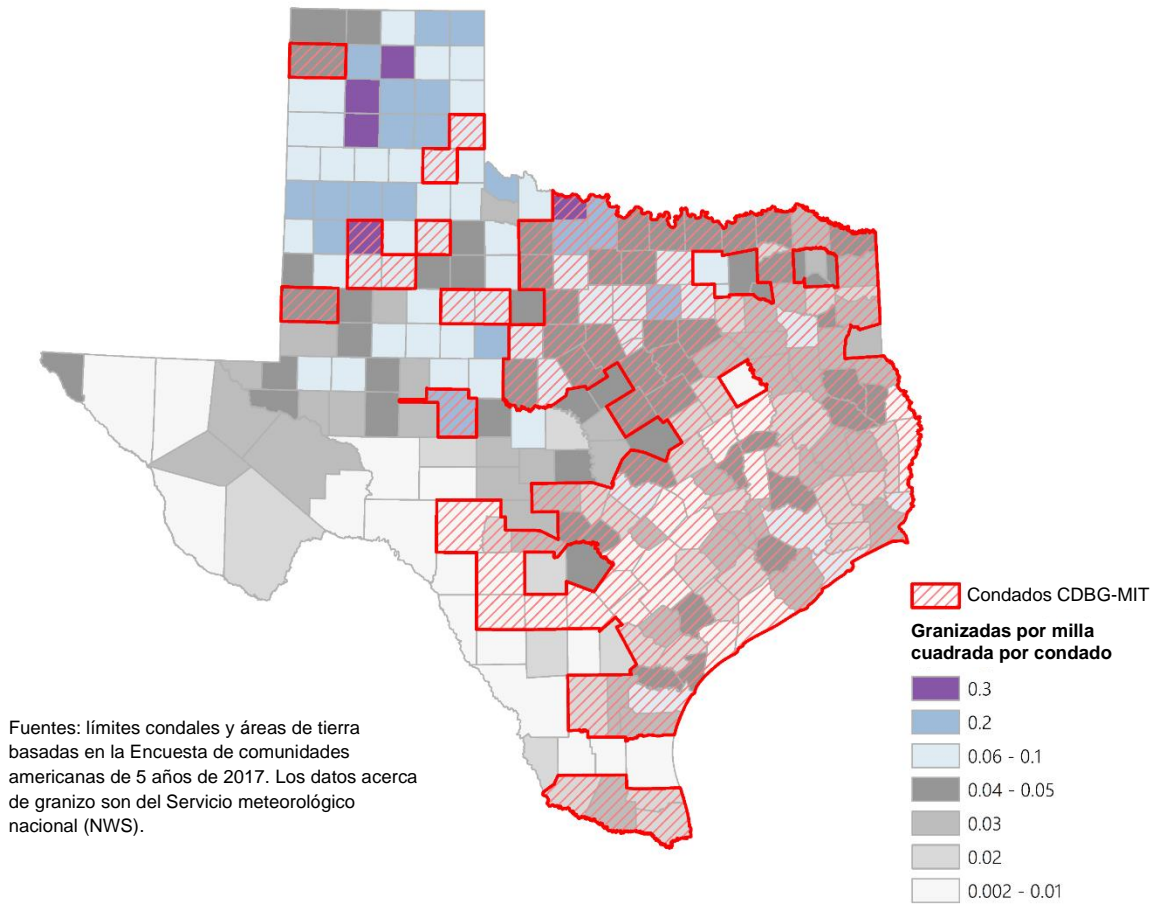 Condados CDBG-MIT
Granizadas por milla
cuadrada por condado
0.3
0.2
0.06 - 0.1
0.04 - 0.05
0.03
0.02
0.002 - 0.01
Fuentes: límites condales y áreas de tierra
basadas en la Encuesta de comunidades
americanas de 5 años de 2017. Los datos acerca
de granizo son del Servicio meteorológico
nacional (NWS).